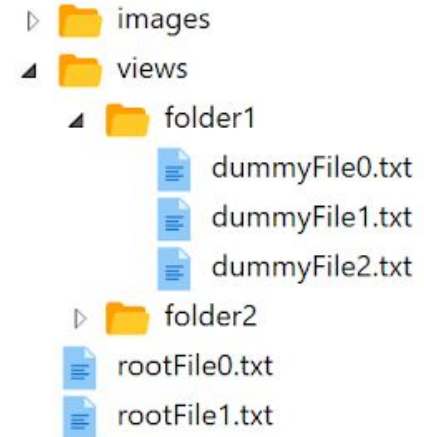 images
views
folder1
dummyFile0.txt
dummyFile1.txt
dummyFile2.txt
folder2
rootFile0.txt
rootFile1.txt